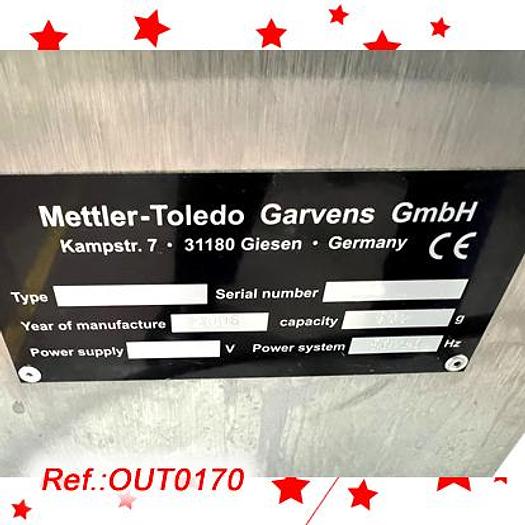 Mettler-Toledo Garvens GmbH
Kampstr. 7 · 31180 Giesen · Germany CE
Type Serial number
Year of manufacture capacity g
Power supply V Power system Hz
Ref.:OUT0170